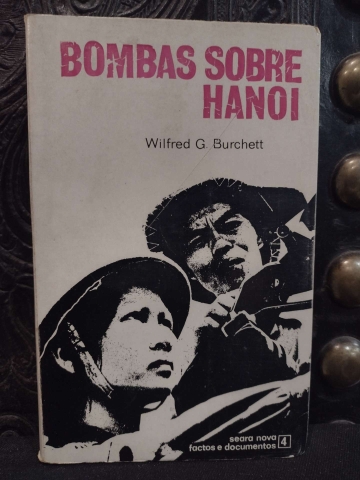 BOMBAS SOBRE
HANOI
Wilfred G. Burchett
seara nova
factos e documentos 4